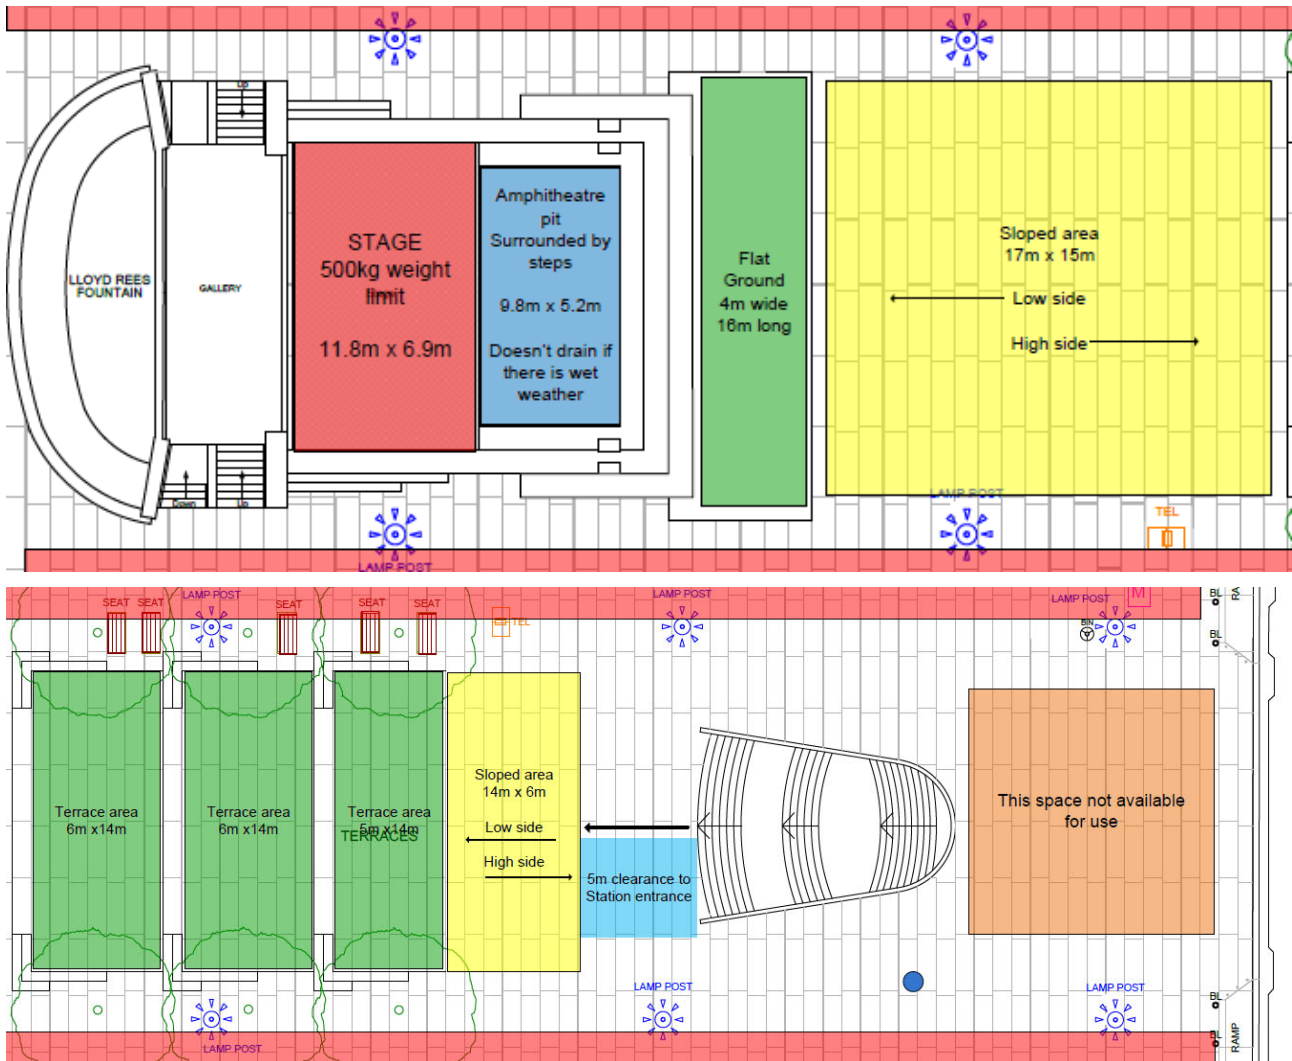 Up
LLOYD REES
FOUNTAIN
GALLERY
STAGE
500kg weight
limit
11.8m x 6.9m
Amphitheatre
pit
Surrounded by
steps
9.8m x 5.2m
Doesn't drain if
there is wet
weather
Flat
Ground
4m wide
16m long
Sloped area
17m x 15m
Low side
High side
Down
Up
LAMP POST
LAMP POST
TEL
SEAT
SEAT
LAMP POST
SEAT
SEAT
SEAT
TEL
LAMP POST
LAMP POST
M
BIN
BL
BL
Terrace area
6m x14m
Terrace area
6m x14m
Terrace area
5m x14m
TERRACES
Sloped area
14m x 6m
Low side
High side
5m clearance to
Station entrance
This space not available
for use
LAMP POST
LAMP POST
BL
RAMP
LAMP POST